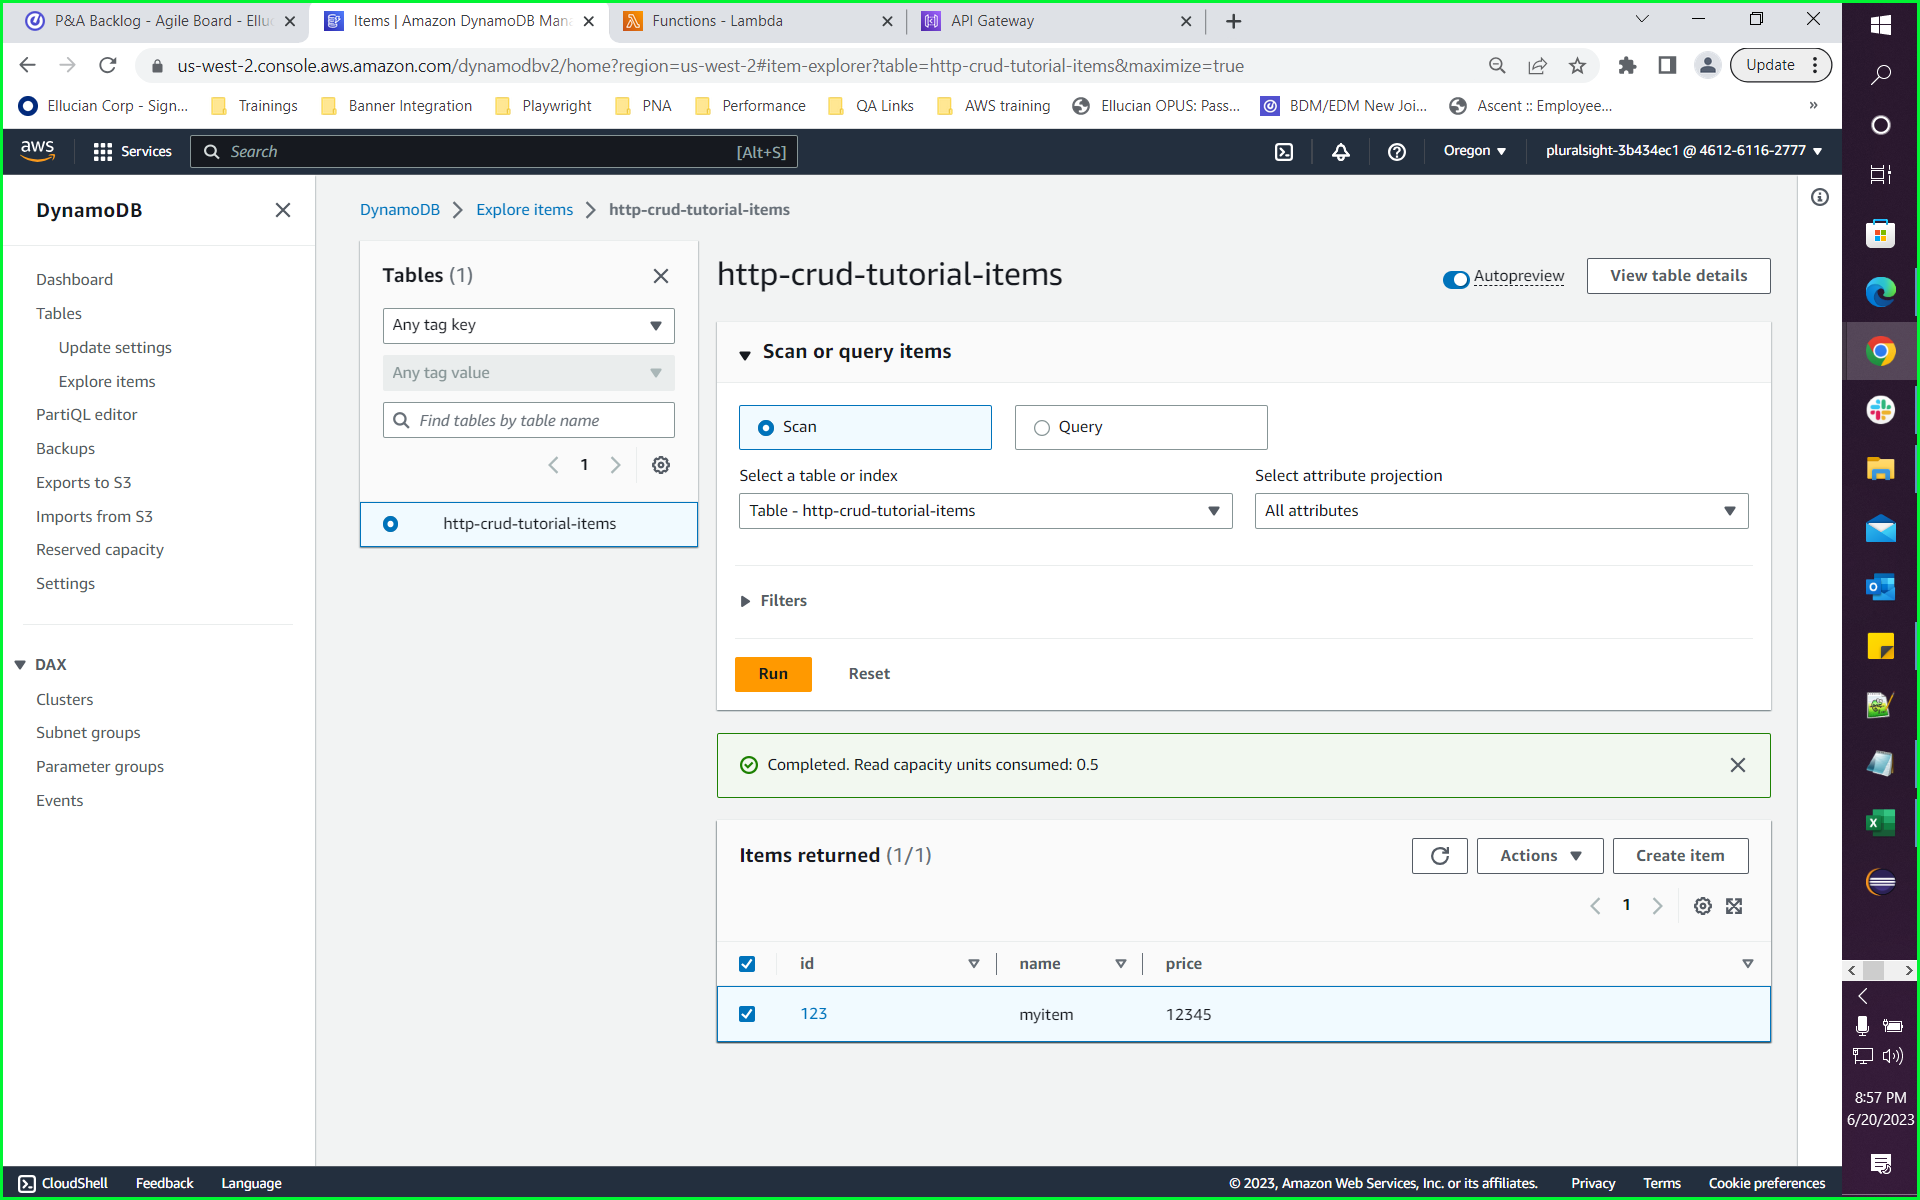 P&A Backlog - Agile Board - Elluc
Items | Amazon DynamoDB Man
Functions - Lambda
API Gateway
us-west-2.console.aws.amazon.com/dynamodbv2/home?region=us-west-2#item-explorer?table=http-crud-tutorial-items&maximize=true
Update
Ellucian Corp - Sign...
Trainings
Banner Integration
Playwright
PNA
Performance
QA Links
AWS training
Ellucian OPUS: Pass...
BDM/EDM New Joi...
Ascent :: Employee...
»
aws
Services
Search
[Alt+S]
Oregon
pluralsight-3b434ec1 @ 4612-6116-2777
DynamoDB
Dashboard
Tables
Update settings
Explore items
PartiQL editor
Backups
Exports to S3
Imports from S3
Reserved capacity
Settings
DAX
Clusters
Subnet groups
Parameter groups
Events
DynamoDB
Explore items
http-crud-tutorial-items
Tables (1)
Any tag key
Any tag value
Find tables by table name
1
http-crud-tutorial-items
http-crud-tutorial-items
Autopreview
View table details
Scan or query items
Scan
Query
Select a table or index
Select attribute projection
Table - http-crud-tutorial-items
All attributes
Filters
Run
Reset
Completed. Read capacity units consumed: 0.5
Items returned (1/1)
Actions
Create item
1
id
name
price
123
myitem
12345
8:57 PM
6/20/2023
CloudShell
Feedback
Language
© 2023, Amazon Web Services, Inc. or its affiliates.
Privacy
Terms
Cookie preferences